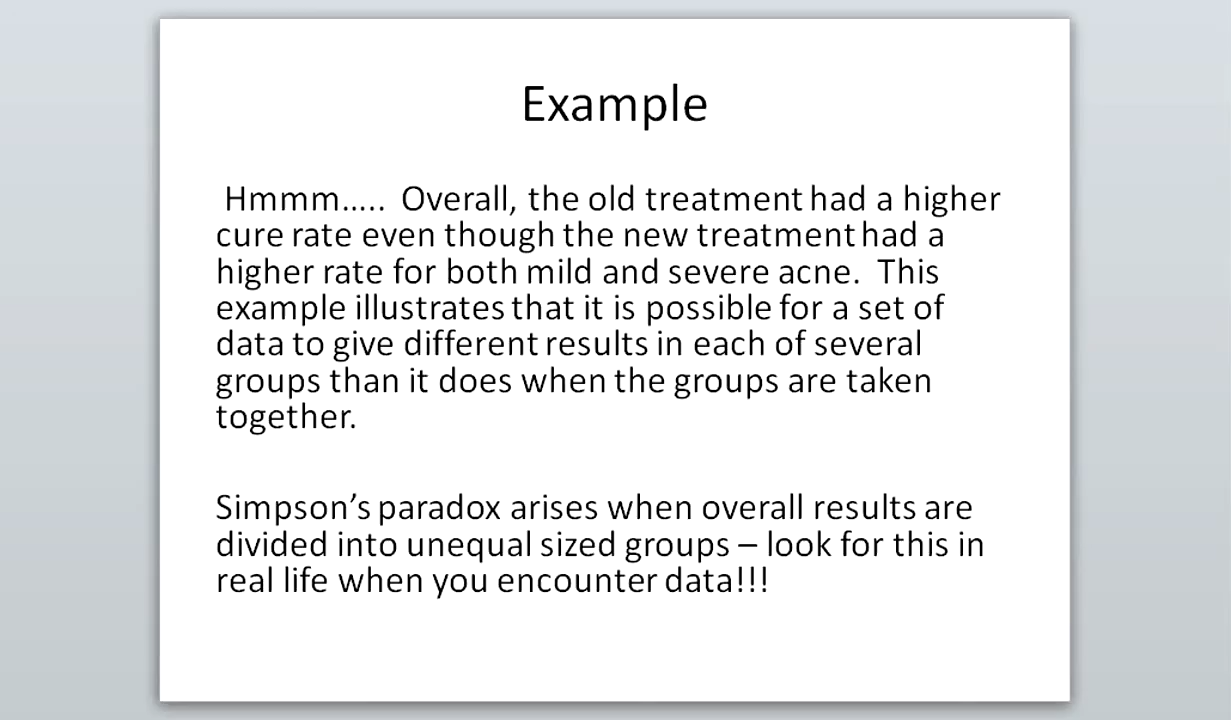 Example
Hmmm..... Overall, the old treatment had a higher
cure rate even though the new treatment had a
higher rate for both mild and severe acne. This
example illustrates that it is possible for a set of
data to give different results in each of several
groups than it does when the groups are taken
together.
Simpson’s paradox arises when overall results are
divided into unequal sized groups – look for this in
real life when you encounter data!!!